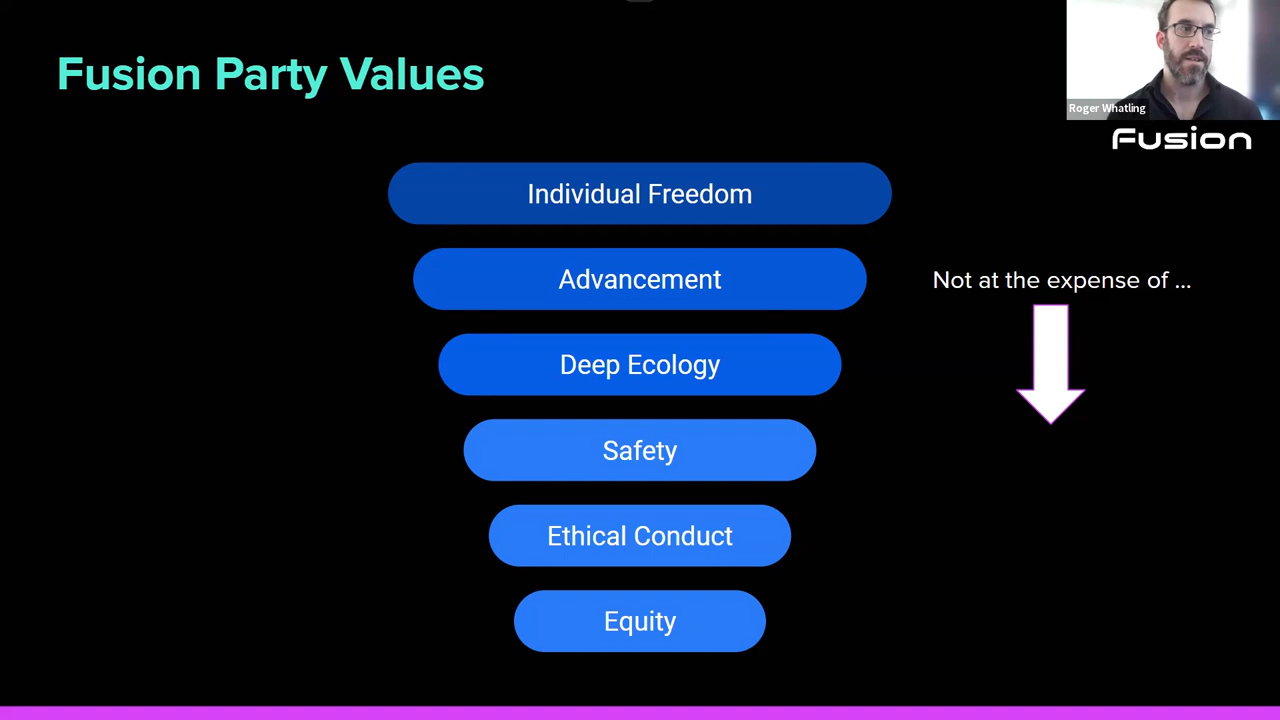 Fusion Party Values
Roger Whatling
Fusion
Individual Freedom
Advancement
Not at the expense of ...
Deep Ecology
Safety
Ethical Conduct
Equity